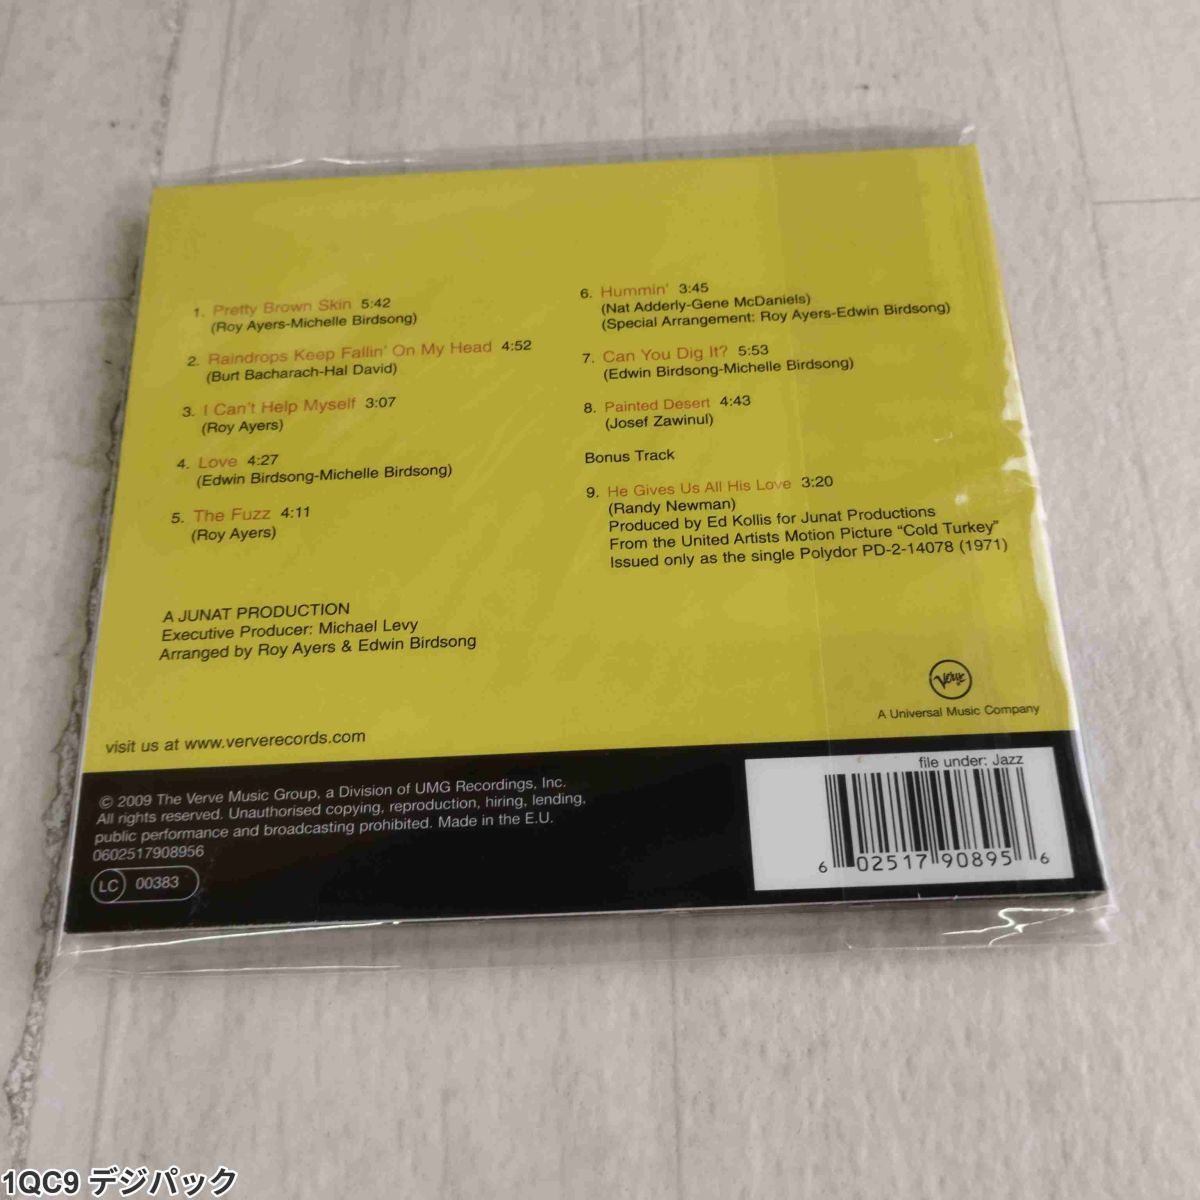 1. Pretty Brown Skin 5:42
(Roy Ayers-Michelle Birdsong)
2. Raindrops Keep Fallin' On My Head 4:52
(Burt Bacharach-Hal David)
3. I Can't Help Myself 3:07
(Roy Ayers)
4. Love 4:27
(Edwin Birdsong-Michelle Birdsong)
5. The Fuzz 4:11
(Roy Ayers)
6. Hummin' 3:45
(Nat Adderly-Gene McDaniels)
(Special Arrangement: Roy Ayers-Edwin Birdsong)
7. Can You Dig It? 5:53
(Edwin Birdsong-Michelle Birdsong)
8. Painted Desert 4:43
(Josef Zawinul)
Bonus Track
9. He Gives Us All His Love 3:20
(Randy Newman)
Produced by Ed Kollis for Junat Productions
From the United Artists Motion Picture “Cold Turkey”
Issued only as the single Polydor PD-2-14078 (1971)
A JUNAT PRODUCTION
Executive Producer: Michael Levy
Arranged by Roy Ayers & Edwin Birdsong
Verve
A Universal Music Company
visit us at www.ververecords.com
© 2009 The Verve Music Group, a Division of UMG Recordings, Inc.
All rights reserved. Unauthorised copying, reproduction, hiring, lending,
public performance and broadcasting prohibited. Made in the E.U.
0602517908956
LC 00383
file under: Jazz
6 02517 90895 6
1QC9 デジパック